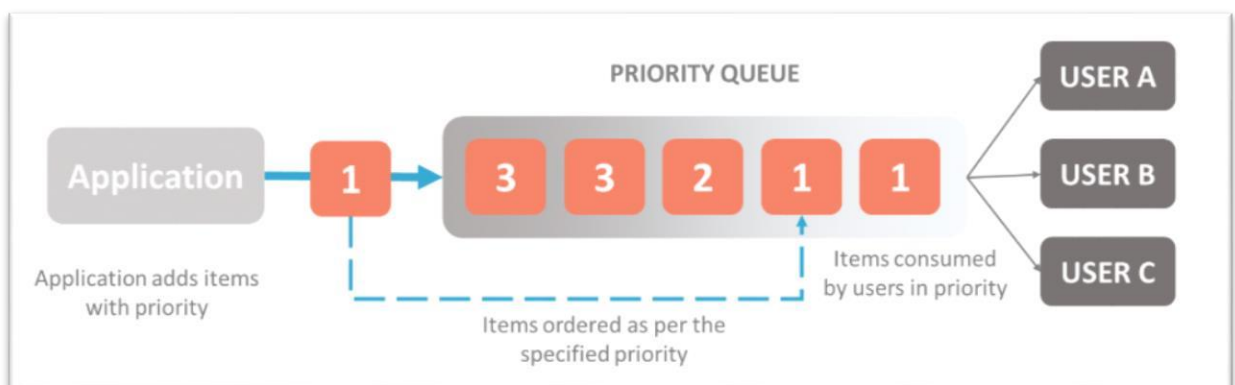 PRIORITY QUEUE
Application
1
3 3 2 1 1
USER A
USER B
USER C
Application adds items
with priority
Items ordered as per the
specified priority
Items consumed
by users in priority